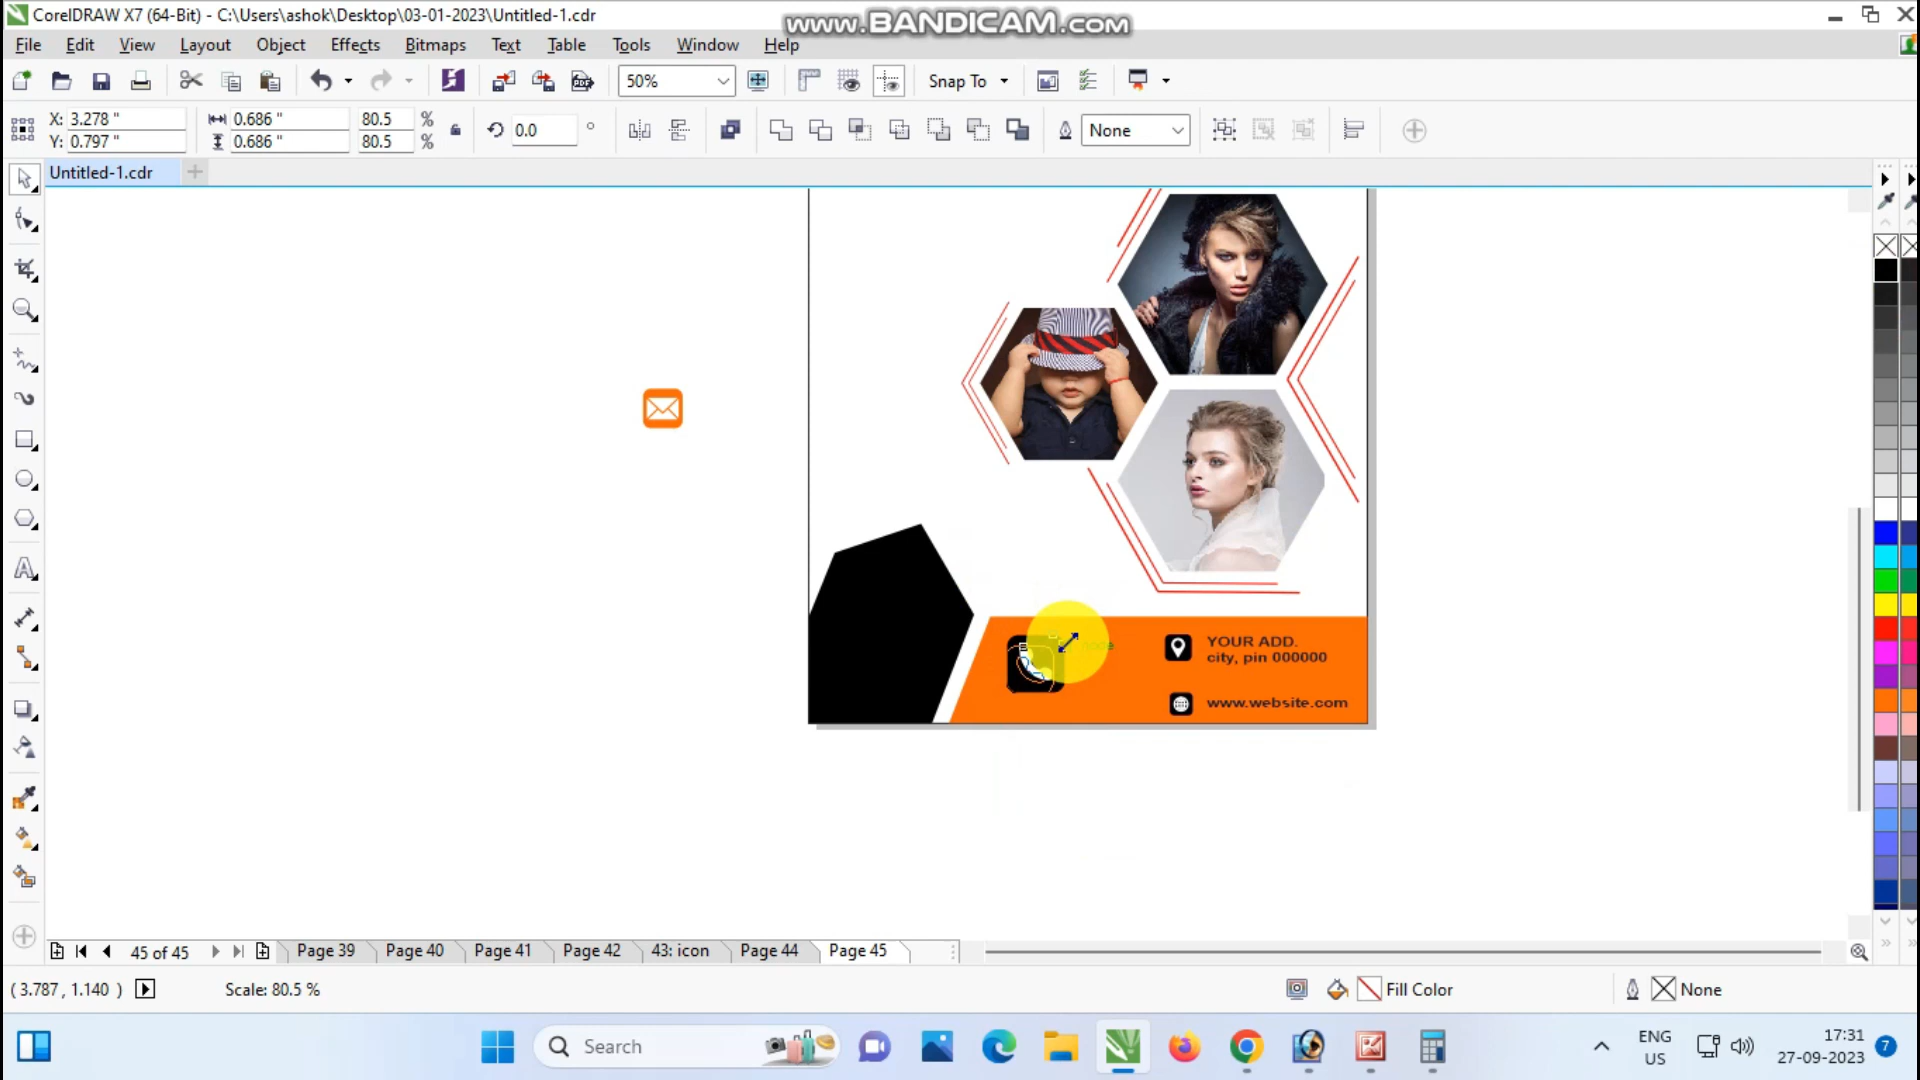 CorelDRAW X7 (64-Bit) - C:\Users\ashok\Desktop\03-01-2023\Untitled-1.cdr
www.BANDICAM.com
File Edit View Layout Object Effects Bitmaps Text Table Tools Window Help
50% Snap To
X: 3.278 " 0.686 " 80.5 %
Y: 0.797 " 0.686 " 80.5 %
0.0 °
None
Untitled-1.cdr
YOUR ADD.
city, pin 000000
www.website.com
45 of 45 Page 39 Page 40 Page 41 Page 42 43: icon Page 44 Page 45
( 3.787 , 1.140 ) Scale: 80.5 % Fill Color None
Search
ENG
US
17:31
27-09-2023
7